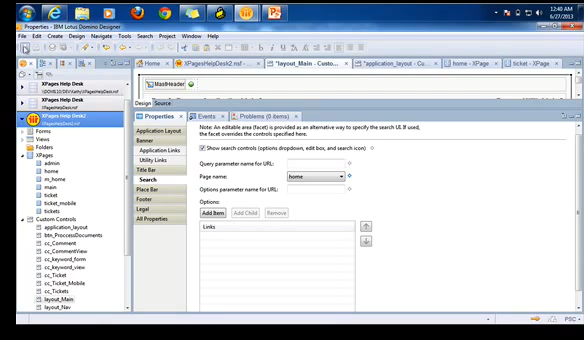 12:40 AM
6/27/2013
Properties - IBM Lotus Domino Designer
File Edit Create Design Navigate Tools Search Project Window Help
Home
XPagesHelpDesk2.nsf - ...
*layout_Main - Custo...
*application_layout - Cu...
home - XPage
ticket - XPage
XPages Help Desk
XPages Help Desk
XPages Help Desk2
XPagesHelpDesk2.nsf
Forms
Views
Folders
XPages
admin
home
m_home
main
ticket
ticket_mobile
tickets
Custom Controls
application_layout
btn_ProccessDocuments
cc_Comment
cc_CommentView
cc_keyword_form
cc_keyword_view
cc_Ticket
cc_Ticket_Mobile
cc_Tickets
layout_Main
layout_Nav
MastHeader
Design Source
Properties
Events
Problems (0 items)
Application Layout
Banner
Application Links
Utility Links
Title Bar
Search
Place Bar
Footer
Legal
All Properties
Note: An editable area (facet) is provided as an alternative way to specify the search UI. If used,
the facet overrides the controls specified here.
Show search controls (options dropdown, edit box, and search icon)
Query parameter name for URL:
Page name: home
Options parameter name for URL:
Options:
Add Item Add Child Remove
Links
PSC